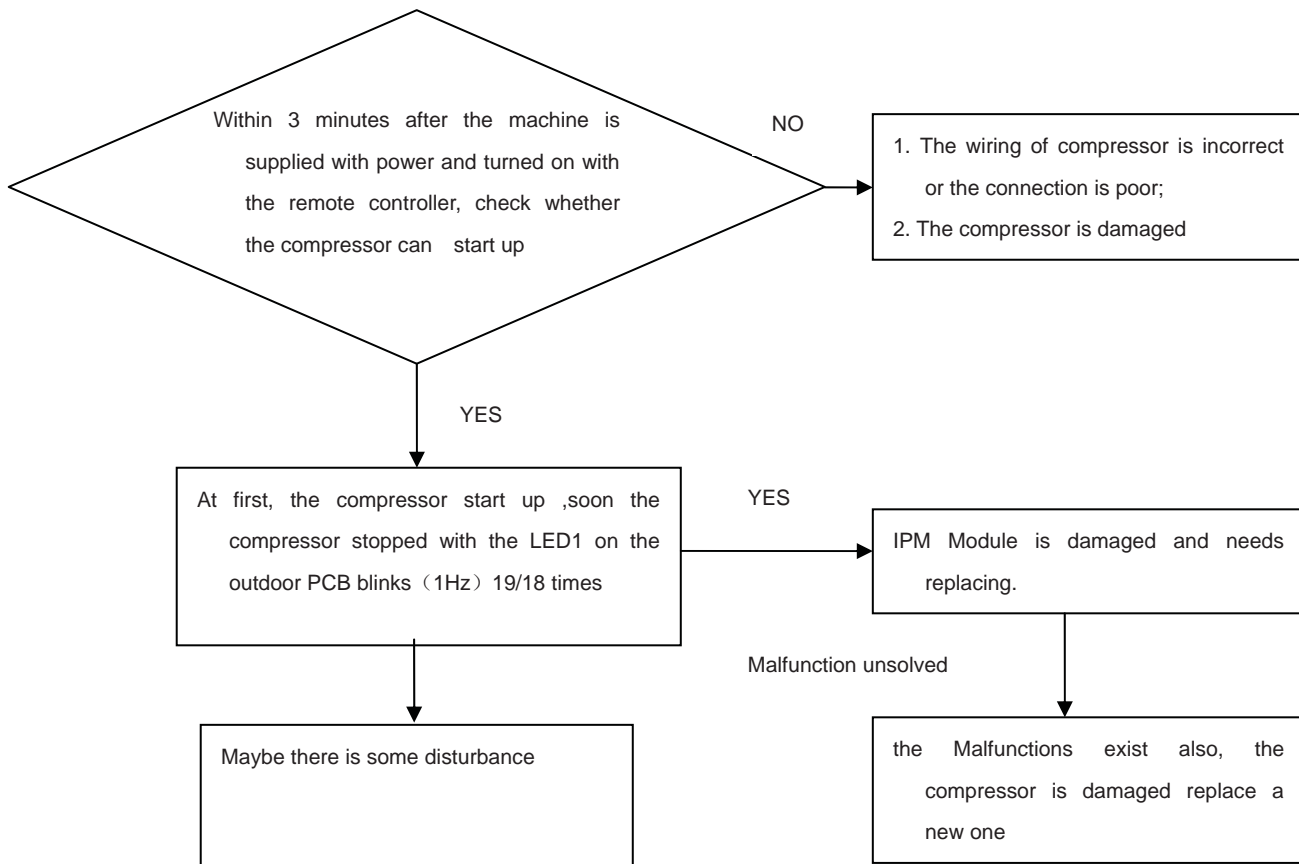 Within 3 minutes after the machine is
supplied with power and turned on with
the remote controller, check whether
the compressor can start up
NO
1. The wiring of compressor is incorrect
or the connection is poor;
2. The compressor is damaged
YES
At first, the compressor start up ,soon the
compressor stopped with the LED1 on the
outdoor PCB blinks（1Hz）19/18 times
YES
IPM Module is damaged and needs
replacing.
Malfunction unsolved
Maybe there is some disturbance
the Malfunctions exist also, the
compressor is damaged replace a
new one